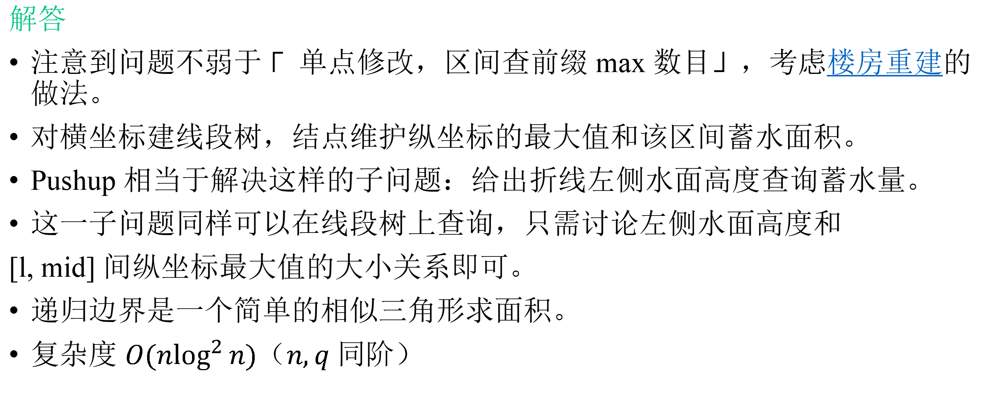 解答
• 注意到问题不弱于「 单点修改，区间查前缀 max 数目」，考虑楼房重建的
做法。
• 对横坐标建线段树，结点维护纵坐标的最大值和该区间蓄水面积。
• Pushup 相当于解决这样的子问题：给出折线左侧水面高度查询蓄水量。
• 这一子问题同样可以在线段树上查询，只需讨论左侧水面高度和
[l, mid] 间纵坐标最大值的大小关系即可。
• 递归边界是一个简单的相似三角形求面积。
• 复杂度 O(nlog² n)（n, q 同阶）